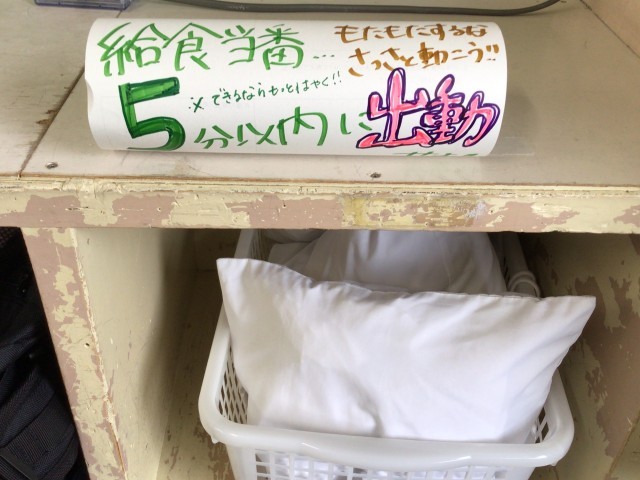 給食当番…
もたもたするな
さっさと動こう!!
※できるならもっとはやく!!
5分以内に出動